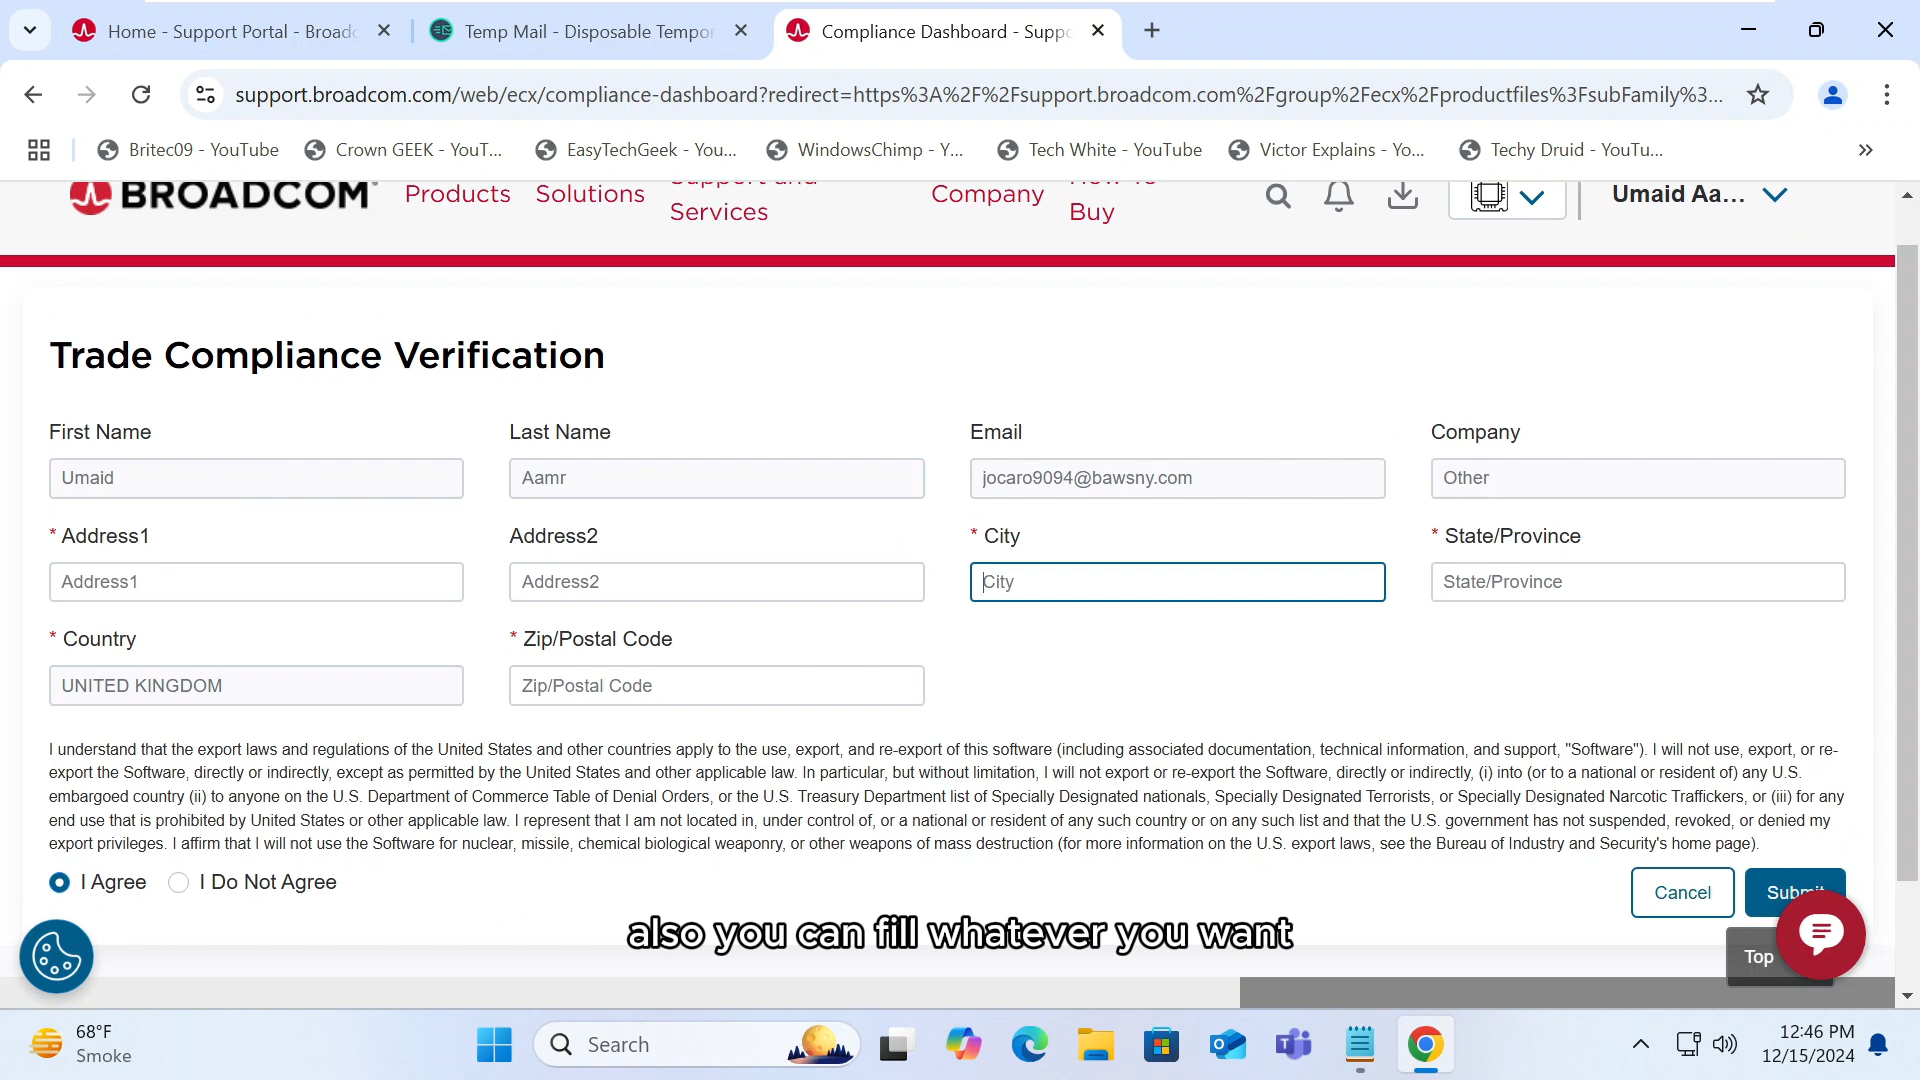 Home - Support Portal - Broadc
Temp Mail - Disposable Tempor
Compliance Dashboard - Suppo
support.broadcom.com/web/ecx/compliance-dashboard?redirect=https%3A%2F%2Fsupport.broadcom.com%2Fgroup%2Fecx%2Fproductfiles%3FsubFamily%3...
Britec09 - YouTube
Crown GEEK - YouT...
EasyTechGeek - You...
WindowsChimp - Y...
Tech White - YouTube
Victor Explains - Yo...
Techy Druid - YouTu...
BROADCOM
Products
Solutions
Support and
Services
Company
How To
Buy
Umaid Aa...
Trade Compliance Verification
First Name
Last Name
Email
Company
Umaid
Aamr
jocaro9094@bawsny.com
Other
* Address1
Address2
* City
* State/Province
Address1
Address2
City
State/Province
* Country
* Zip/Postal Code
UNITED KINGDOM
Zip/Postal Code
I understand that the export laws and regulations of the United States and other countries apply to the use, export, and re-export of this software (including associated documentation, technical information, and support, "Software"). I will not use, export, or re-
export the Software, directly or indirectly, except as permitted by the United States and other applicable law. In particular, but without limitation, I will not export or re-export the Software, directly or indirectly, (i) into (or to a national or resident of) any U.S.
embargoed country (ii) to anyone on the U.S. Department of Commerce Table of Denial Orders, or the U.S. Treasury Department list of Specially Designated nationals, Specially Designated Terrorists, or Specially Designated Narcotic Traffickers, or (iii) for any
end use that is prohibited by United States or other applicable law. I represent that I am not located in, under control of, or a national or resident of any such country or on any such list and that the U.S. government has not suspended, revoked, or denied my
export privileges. I affirm that I will not use the Software for nuclear, missile, chemical biological weaponry, or other weapons of mass destruction (for more information on the U.S. export laws, see the Bureau of Industry and Security's home page).
I Agree
I Do Not Agree
Cancel
Submit
also you can fill whatever you want
Top
68°F
Smoke
Search
12:46 PM
12/15/2024